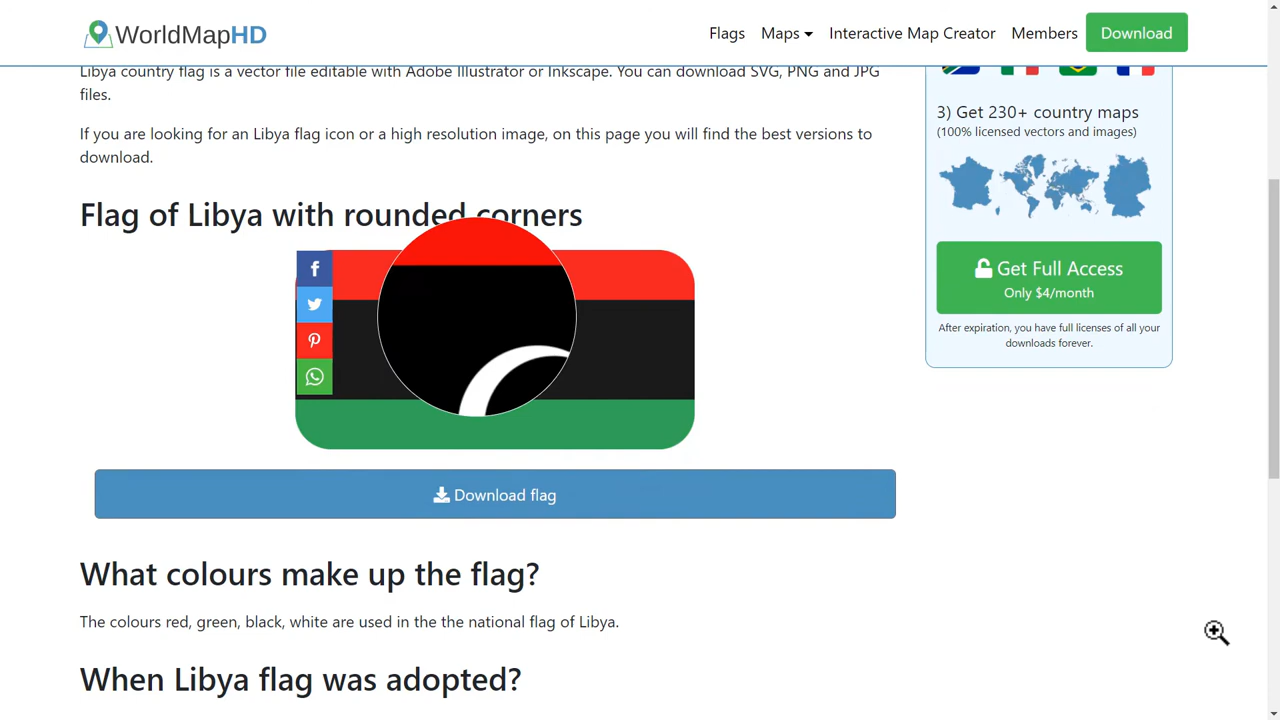 WorldMapHD
Flags Maps Interactive Map Creator Members Download
Libya country flag is a vector file editable with Adobe Illustrator or Inkscape. You can download SVG, PNG and JPG
files.
If you are looking for an Libya flag icon or a high resolution image, on this page you will find the best versions to
download.
Flag of Libya with rounded corners
Download flag
What colours make up the flag?
The colours red, green, black, white are used in the the national flag of Libya.
When Libya flag was adopted?
3) Get 230+ country maps
(100% licensed vectors and images)
Get Full Access
Only $4/month
After expiration, you have full licenses of all your
downloads forever.